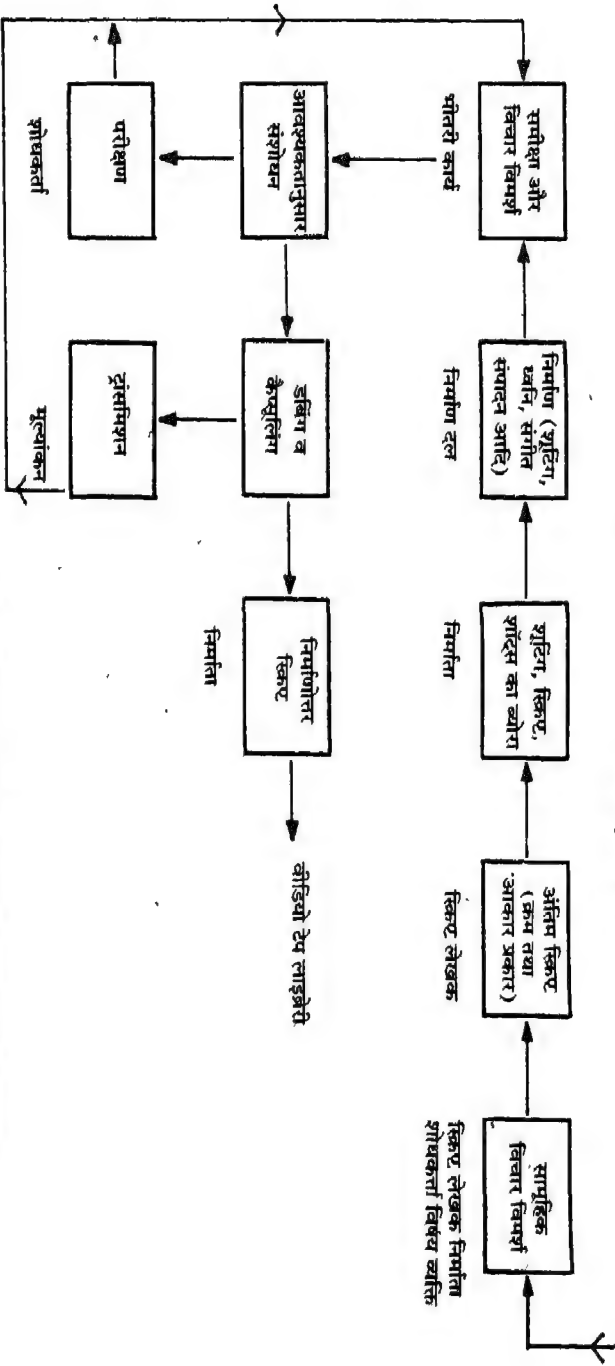 समीक्षा और
विचार विमर्श
भीतरी कार्य
निर्माण (शूटिंग,
ध्वनि, संगीत
संपादन आदि)
निर्माण दल
शूटिंग, स्क्रिप्ट,
शॉट्स का ब्योरा
निर्माता
अंतिम स्क्रिप्ट
(क्रम तथा
आकार प्रकार)
स्क्रिप्ट लेखक
सामूहिक
विचार विमर्श
स्क्रिप्ट लेखक निर्माता
शोधकर्ता विषय व्यक्ति
आवश्यकतानुसार
संशोधन
डबिंग व
केप्सूलिंग
निर्माणोत्तर
स्क्रिप्ट
निर्माता
वीडियो टेप लाइब्रेरी
परीक्षण
शोधकर्ता
ट्रांसमिशन
मूल्यांकन